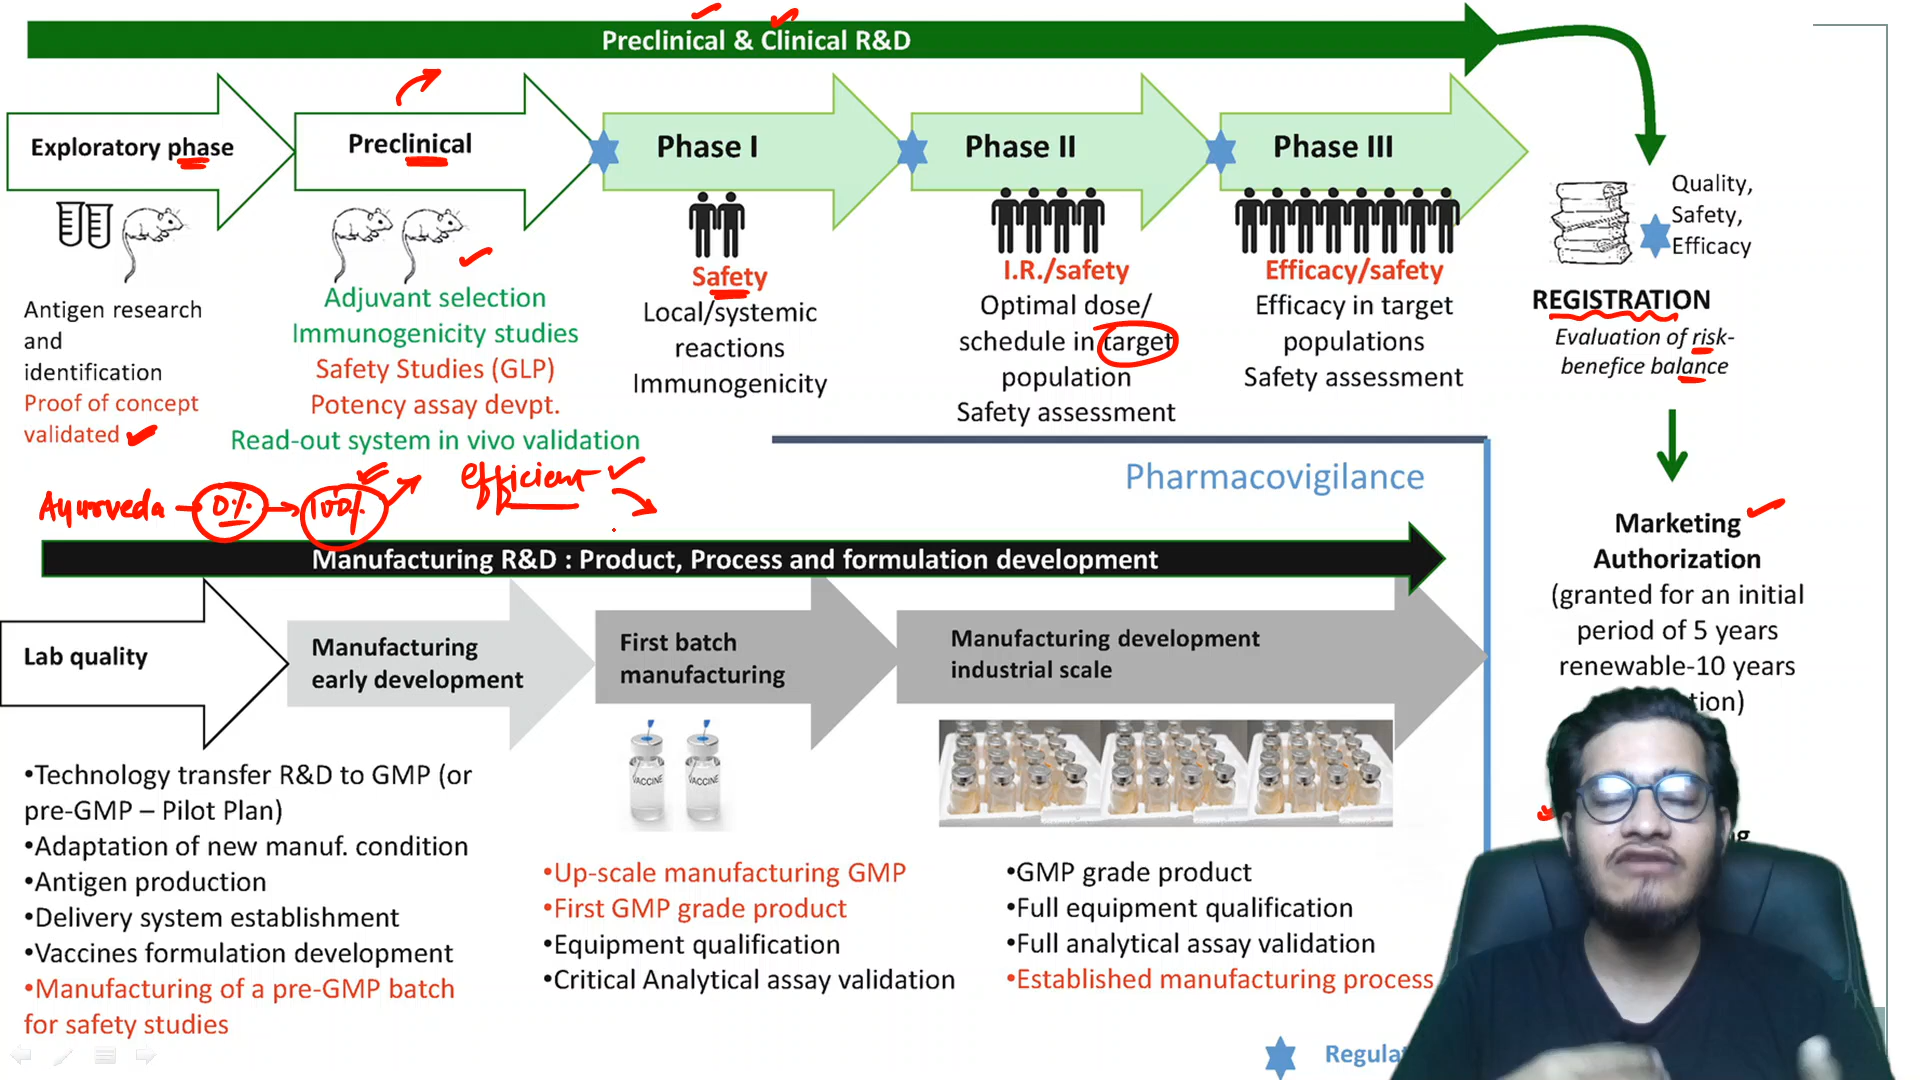 Preclinical & Clinical R&D
Exploratory phase
Preclinical
Phase I
Phase II
Phase III
Antigen research
and
identification
Proof of concept
validated
Adjuvant selection
Immunogenicity studies
Safety Studies (GLP)
Potency assay devpt.
Read-out system in vivo validation
Safety
Local/systemic
reactions
Immunogenicity
I.R./safety
Optimal dose/
schedule in target
population
Safety assessment
Efficacy/safety
Efficacy in target
populations
Safety assessment
Quality,
Safety,
Efficacy
REGISTRATION
Evaluation of risk-
benefice balance
Pharmacovigilance
Marketing
Authorization
(granted for an initial
period of 5 years
renewable-10 years
Ayurveda 0% 100% efficient
Manufacturing R&D : Product, Process and formulation development
Lab quality
Manufacturing
early development
First batch
manufacturing
Manufacturing development
industrial scale
VACCINE VACCINE
•Technology transfer R&D to GMP (or
pre-GMP – Pilot Plan)
•Adaptation of new manuf. condition
•Antigen production
•Delivery system establishment
•Vaccines formulation development
•Manufacturing of a pre-GMP batch
for safety studies
•Up-scale manufacturing GMP
•First GMP grade product
•Equipment qualification
•Critical Analytical assay validation
•GMP grade product
•Full equipment qualification
•Full analytical assay validation
•Established manufacturing process